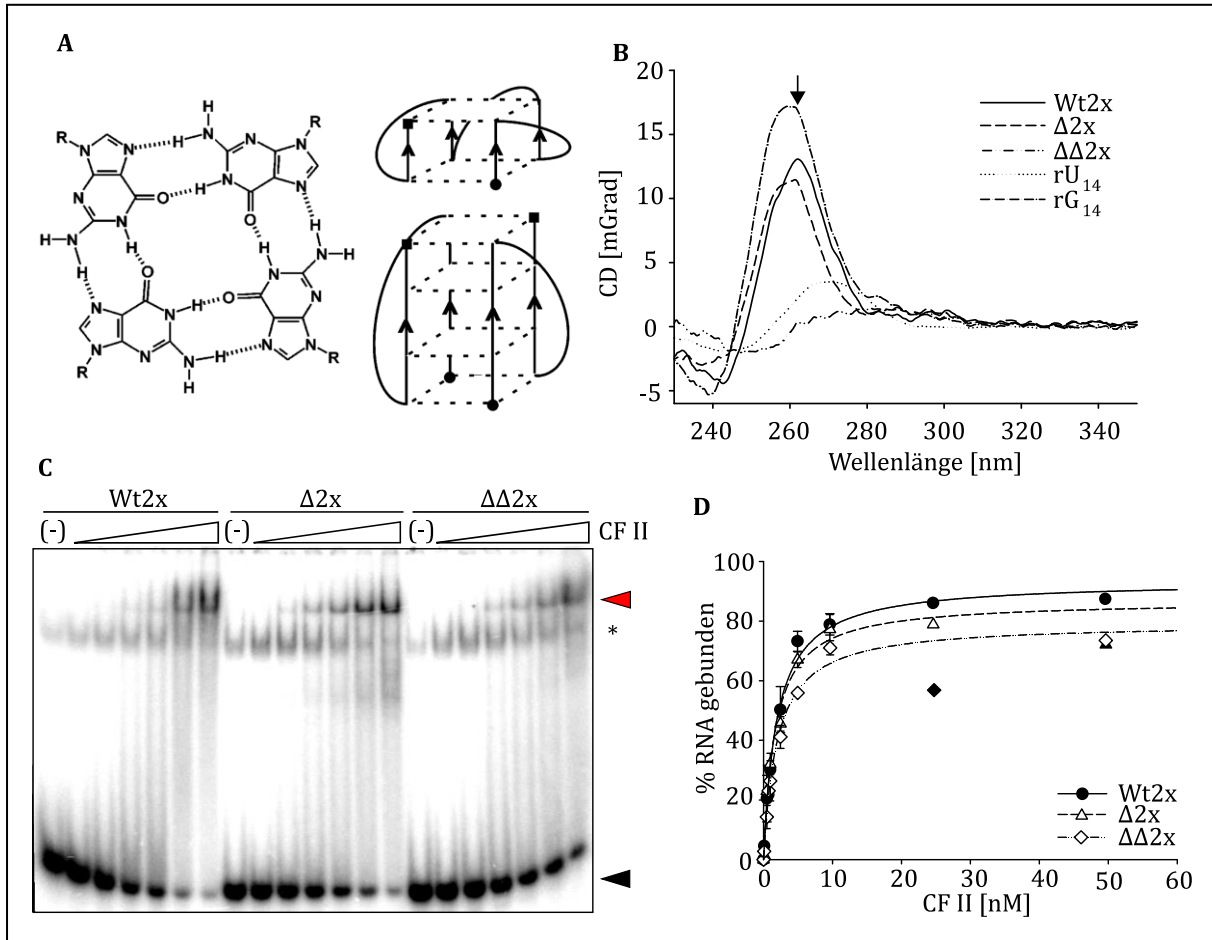 A
R
H
H
N
N
N
R
N
N
H
N
N
O
H
N
N
N
N
N
H
O
H
H
N
H
H
H
N
N
H
O
H
N
N
N
N
H
O
N
R
N
N
H
N
N
R
H
B
20
15
10
5
0
-5
CD [mGrad]
Wt2x
Δ2x
ΔΔ2x
rU14
rG14
240 260 280 300 320 340
Wellenlänge [nm]
C
Wt2x Δ2x ΔΔ2x
(-) (-) (-) CF II
*
D
100
80
60
40
20
0
% RNA gebunden
Wt2x
Δ2x
ΔΔ2x
0 10 20 30 40 50 60
CF II [nM]